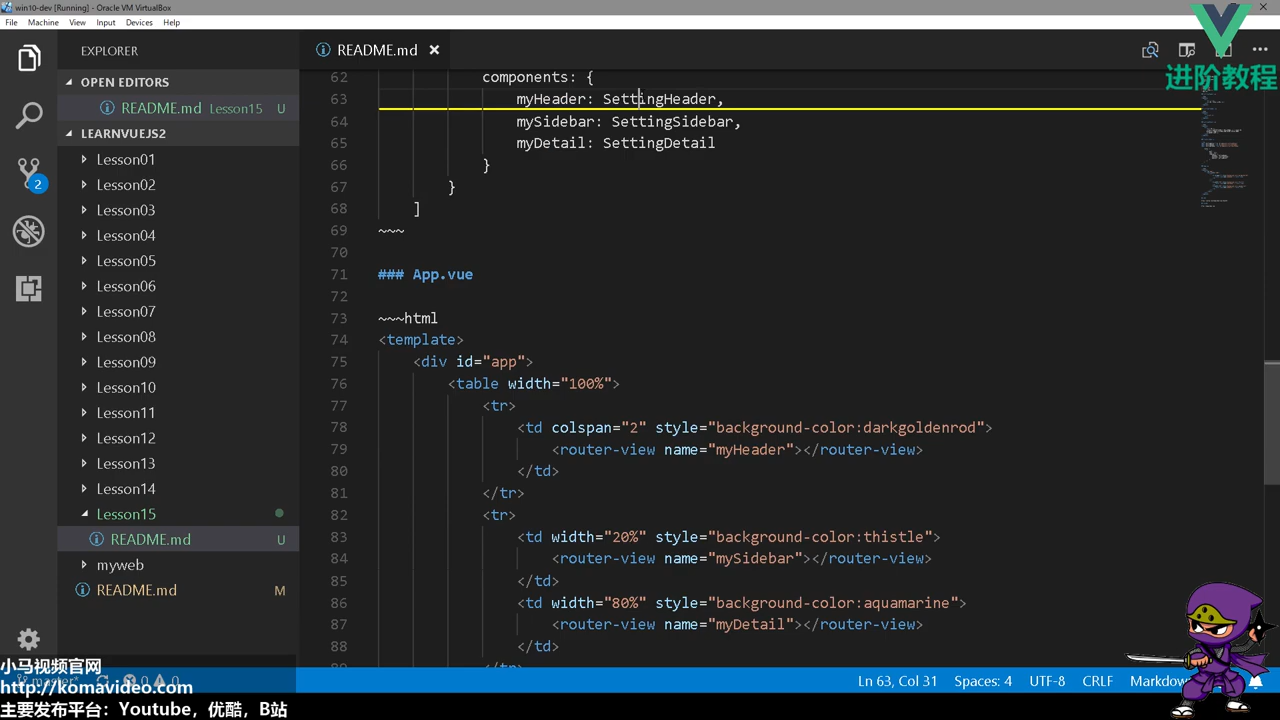 win10-dev [Running] - Oracle VM VirtualBox
File Machine View Input Devices Help
EXPLORER
README.md
进阶教程
OPEN EDITORS
README.md Lesson15 U
LEARNVUEJS2
Lesson01
Lesson02
Lesson03
Lesson04
Lesson05
Lesson06
Lesson07
Lesson08
Lesson09
Lesson10
Lesson11
Lesson12
Lesson13
Lesson14
Lesson15
README.md U
myweb
README.md M
2
62 components: {
63 myHeader: SettingHeader,
64 mySidebar: SettingSidebar,
65 myDetail: SettingDetail
66 }
67 }
68 ]
69 ~~~
70
71 ### App.vue
72
73 ~~~html
74 <template>
75 <div id="app">
76 <table width="100%">
77 <tr>
78 <td colspan="2" style="background-color:darkgoldenrod">
79 <router-view name="myHeader"></router-view>
80 </td>
81 </tr>
82 <tr>
83 <td width="20%" style="background-color:thistle">
84 <router-view name="mySidebar"></router-view>
85 </td>
86 <td width="80%" style="background-color:aquamarine">
87 <router-view name="myDetail"></router-view>
88 </td>
小马视频官网
http://komavideo.com
主要发布平台：Youtube，优酷，B站
master* 0 0
Ln 63, Col 31 Spaces: 4 UTF-8 CRLF